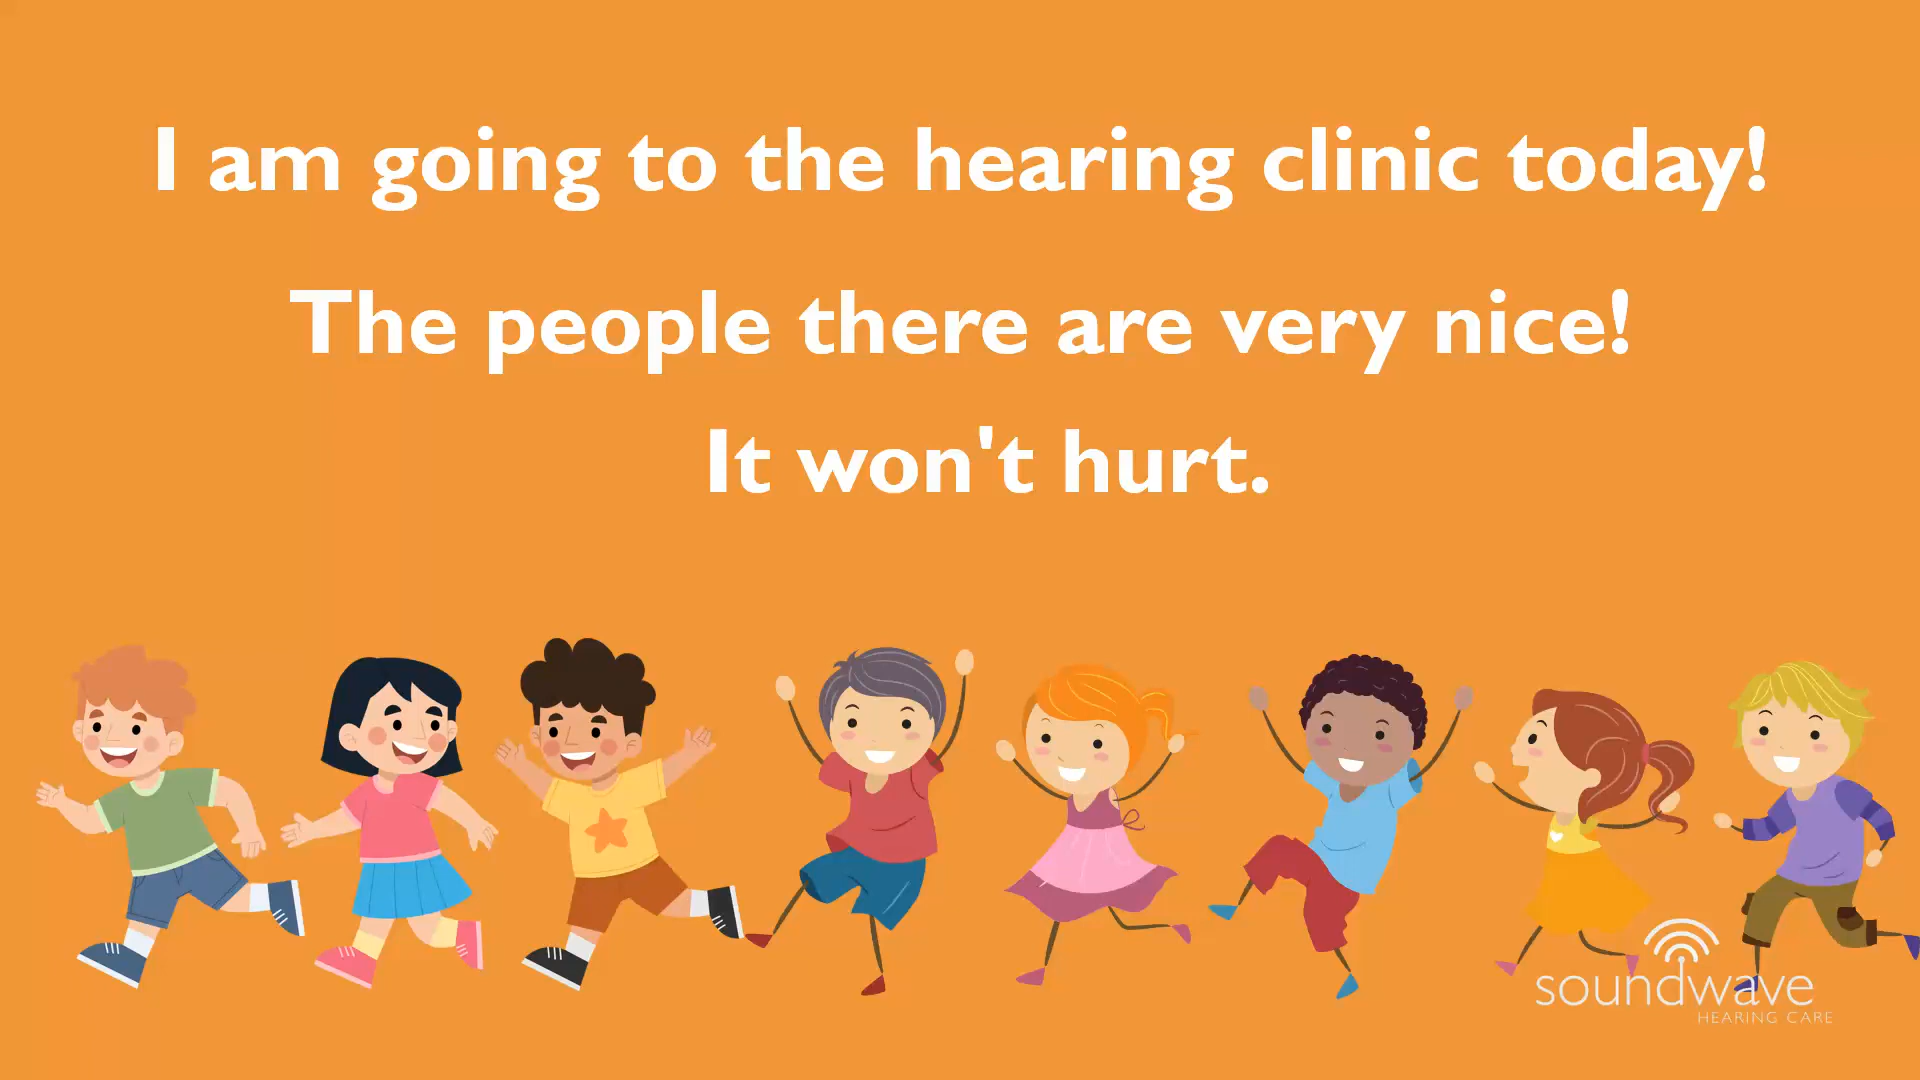 I am going to the hearing clinic today!
The people there are very nice!
It won't hurt.
soundwave
HEARING CARE